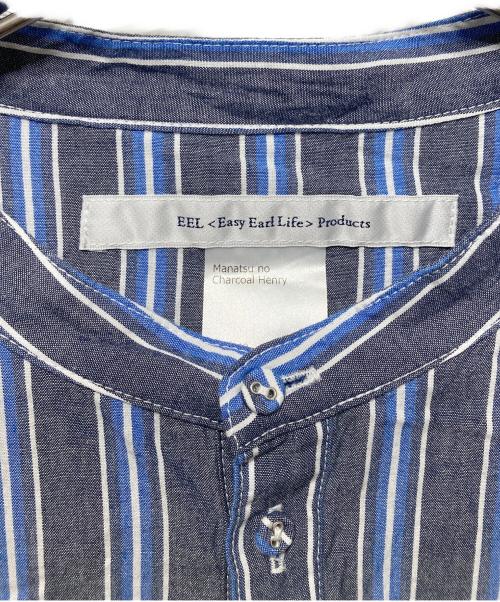 EEL <Easy Earl Life> Products
Manatsu no
Charcoal Henry